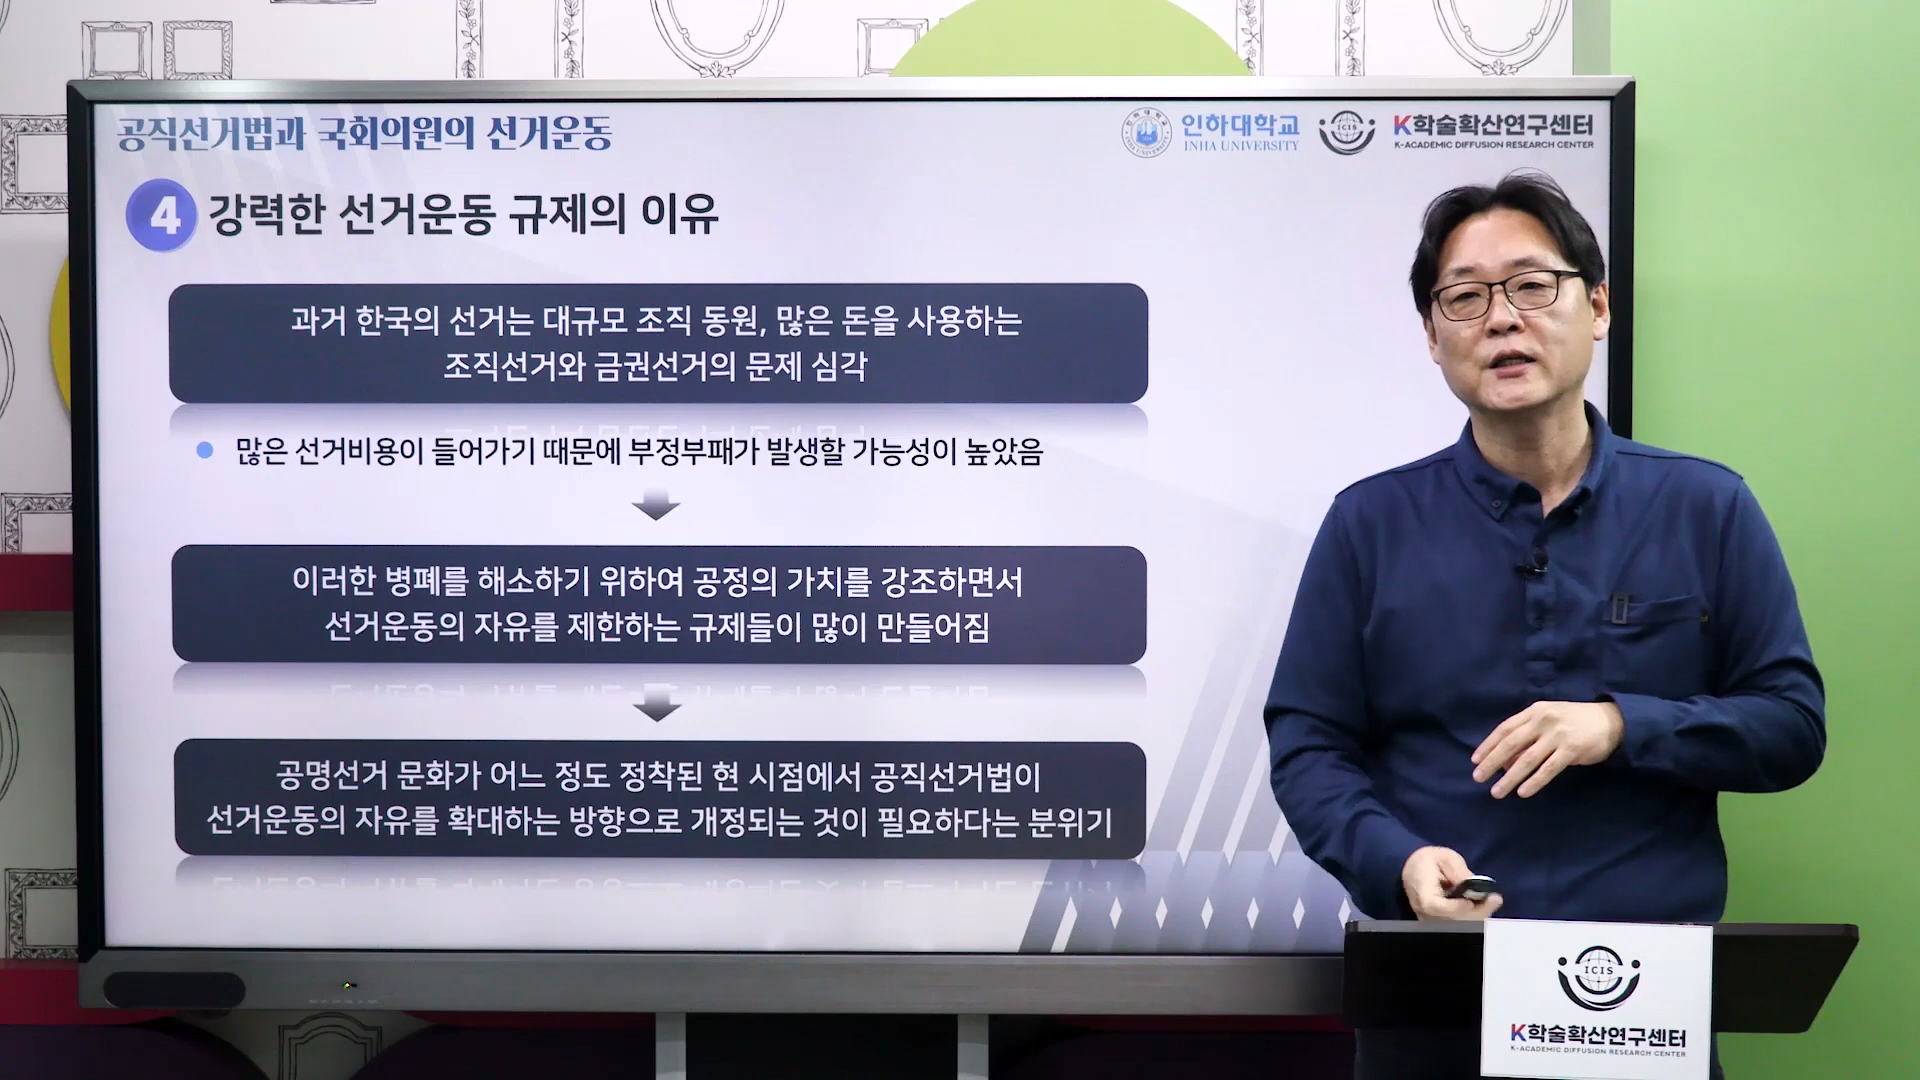 공직선거법과 국회의원의 선거운동
인하대학교
INHA UNIVERSITY
ICIS
K학술확산연구센터
K-ACADEMIC DIFFUSION RESEARCH CENTER
4 강력한 선거운동 규제의 이유
과거 한국의 선거는 대규모 조직 동원, 많은 돈을 사용하는
조직선거와 금권선거의 문제 심각
많은 선거비용이 들어가기 때문에 부정부패가 발생할 가능성이 높았음
이러한 병폐를 해소하기 위하여 공정의 가치를 강조하면서
선거운동의 자유를 제한하는 규제들이 많이 만들어짐
공명선거 문화가 어느 정도 정착된 현 시점에서 공직선거법이
선거운동의 자유를 확대하는 방향으로 개정되는 것이 필요하다는 분위기
ICIS
K학술확산연구센터
K-ACADEMIC DIFFUSION RESEARCH CENTER